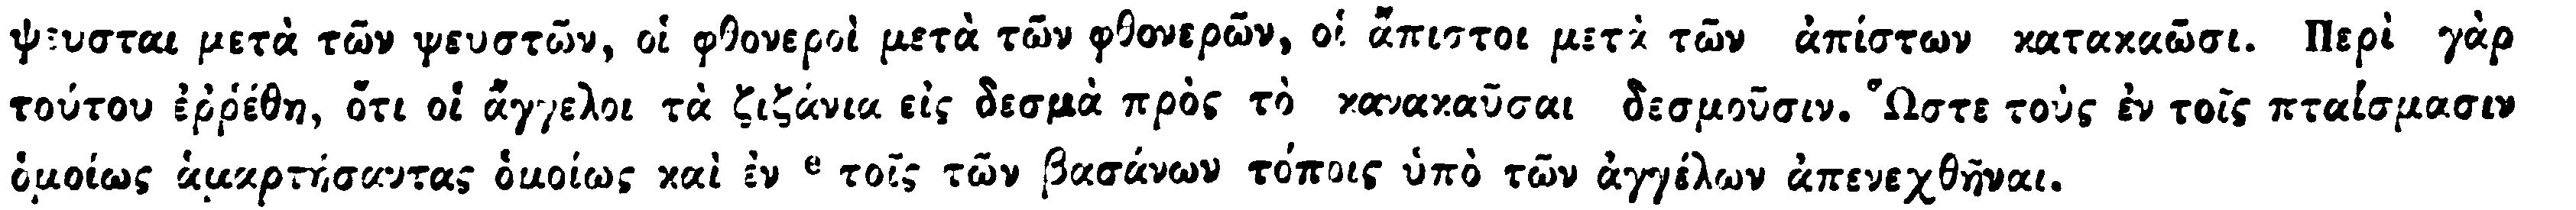 ψευσται μετὰ τῶν ψευστῶν, οἱ φθονεροὶ μετὰ τῶν φθονερῶν, οἱ ἄπιστοι μετὰ τῶν ἀπίστων κατακαῶσι. Περὶ γὰρ
τούτου ἐῤῥέθη, ὅτι οἱ ἄγγελοι τὰ ζιζάνια εἰς δεσμὰ πρὸς τὸ κανακαῦσαι δεσμοῦσιν. Ὥστε τοὺς ἐν τοῖς πταίσμασιν
ὁμοίως ἁμαρτήσαντας ὁμοίως καὶ ἐν e τοῖς τῶν βασάνων τόποις ὑπὸ τῶν ἀγγέλων ἀπενεχθῆναι.